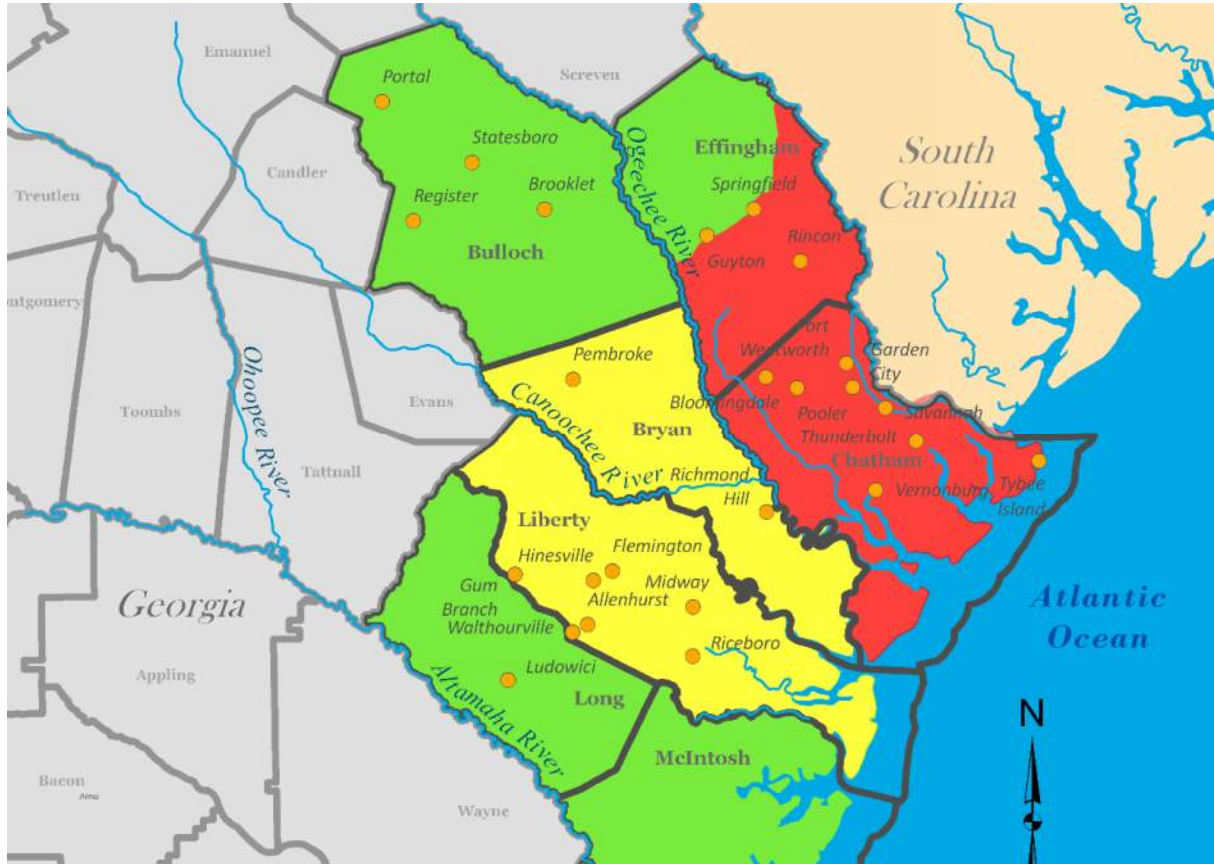 Emanuel
Portal
Screven
Statesboro
Candler
Treutlen
Register
Brooklet
Bulloch
Ogeechee River
Effingham
Springfield
Guyton
Rincon
South
Carolina
ontgomery
Toombs
Ohoopee River
Tattnall
Evans
Pembroke
Canoochee River
Bryan
Richmond
Hill
Port
Wentworth
Garden
City
Bloomingdale
Pooler
Savannah
Thunderbolt
Chatham
Vernonburg
Tybee
Island
Liberty
Hinesville
Flemington
Gum
Branch
Allenhurst
Midway
Walthourville
Riceboro
Ludowici
Long
McIntosh
Georgia
Appling
Altamaha River
Bacon
Alma
Wayne
Atlantic
Ocean
N